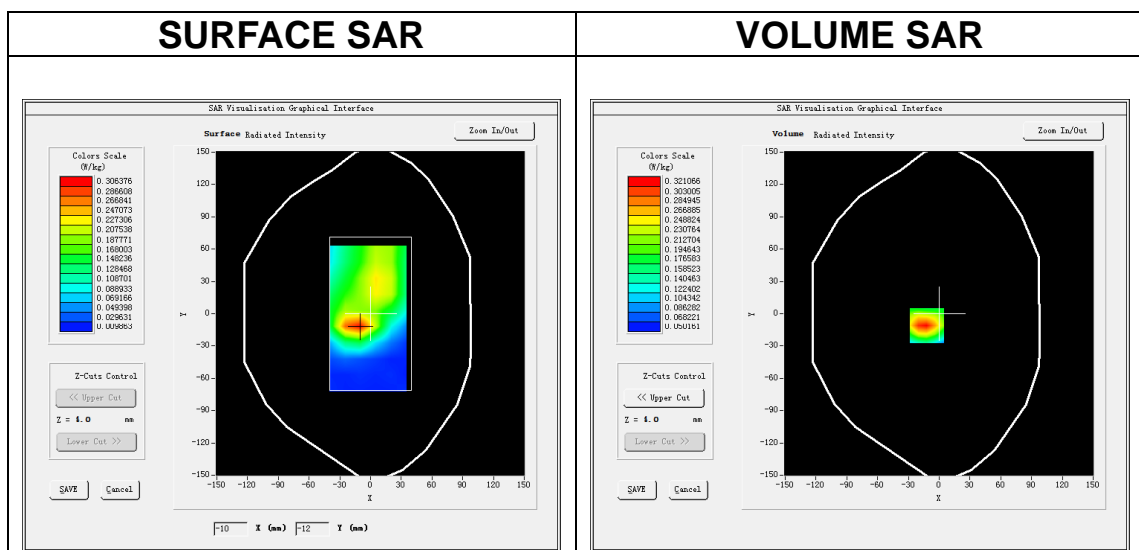 SURFACE SAR
VOLUME SAR
SAR Visualisation Graphical Interface
Surface Radiated Intensity
Zoom In/Out
Colors Scale
(W/kg)
0.306376
0.286608
0.266841
0.247073
0.227306
0.207538
0.187771
0.168003
0.148236
0.128468
0.108701
0.088933
0.069166
0.049398
0.029631
0.009863
150
120
90
60
30
0
-30
-60
-90
-120
-150
Y
-150 -120 -90 -60 -30 0 30 60 90 120 150
X
Z-Cuts Control
<< Upper Cut
Z = 4.0 mm
Lower Cut >>
SAVE Cancel
-10 X (mm) -12 Y (mm)
SAR Visualisation Graphical Interface
Volume Radiated Intensity
Zoom In/Out
Colors Scale
(W/kg)
0.321066
0.303005
0.284945
0.266885
0.248824
0.230764
0.212704
0.194643
0.176583
0.158523
0.140463
0.122402
0.104342
0.086282
0.068221
0.050161
150
120
90
60
30
0
-30
-60
-90
-120
-150
Y
-150 -120 -90 -60 -30 0 30 60 90 120 150
X
Z-Cuts Control
<< Upper Cut
Z = 4.0 mm
Lower Cut >>
SAVE Cancel